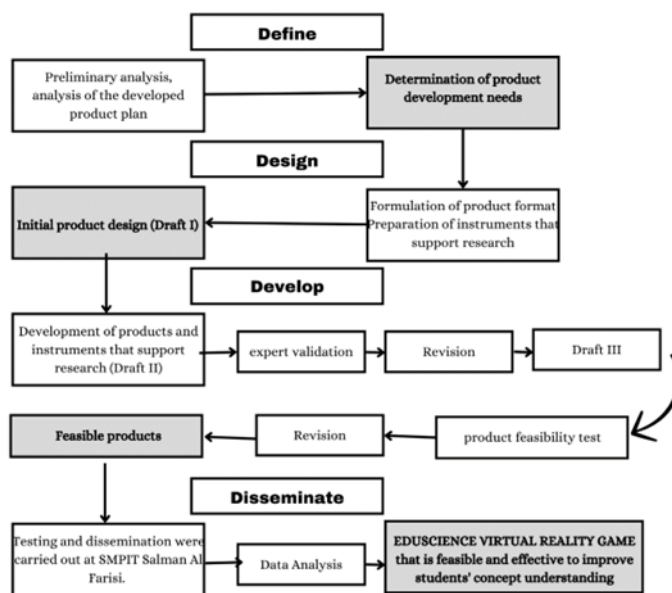 Define
Preliminary analysis,
analysis of the developed
product plan
Determination of product
development needs
Design
Formulation of product format
Preparation of instruments that
support research
Initial product design (Draft I)
Develop
Development of products and
instruments that support
research (Draft II)
expert validation
Revision
Draft III
product feasibility test
Revision
Feasible products
Disseminate
Testing and dissemination were
carried out at SMPIT Salman Al
Farisi.
Data Analysis
EDUSCIENCE VIRTUAL REALITY GAME
that is feasible and effective to improve
students' concept understanding